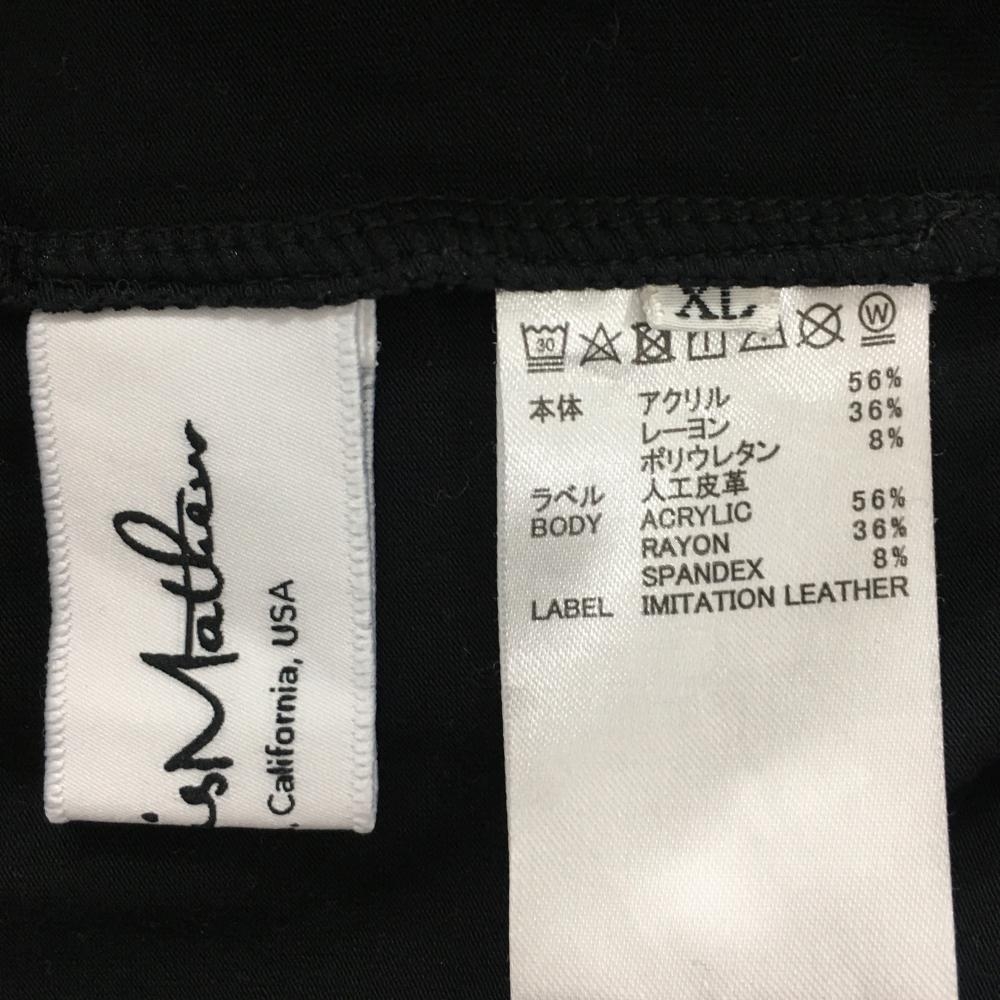 isMathew
, California, USA
XL
30
W
56%
本体 アクリル 36%
レーヨン 8%
ポリウレタン
ラベル 人工皮革
BODY ACRYLIC 56%
RAYON 36%
SPANDEX 8%
LABEL IMITATION LEATHER